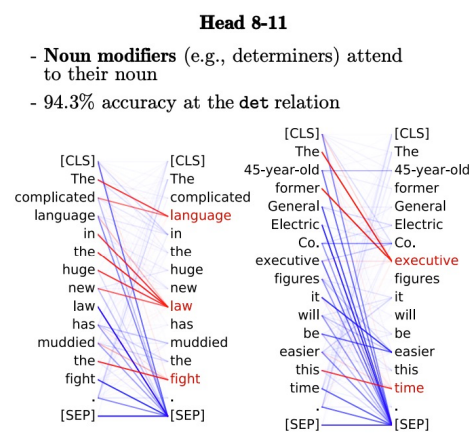 Head 8-11
- Noun modifiers (e.g., determiners) attend
to their noun
- 94.3% accuracy at the det relation
[CLS] [CLS]
The The
complicated complicated
language language
in in
the the
huge huge
new new
law law
has has
muddied muddied
the the
fight fight
. .
[SEP] [SEP]
[CLS] [CLS]
The The
45-year-old 45-year-old
former former
General General
Electric Electric
Co. Co.
executive executive
figures figures
it it
will will
be be
easier easier
this this
time time
. .
[SEP] [SEP]